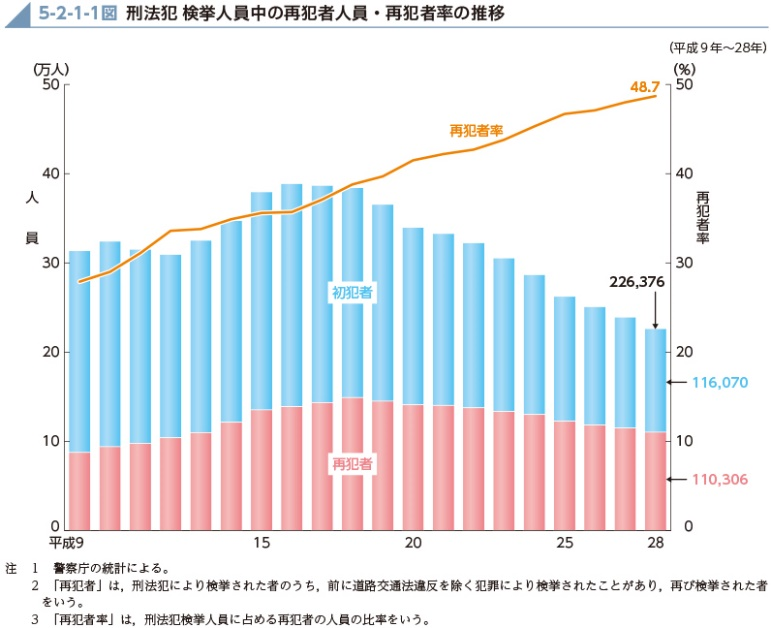 5-2-1-1図 刑法犯 検挙人員中の再犯者人員・再犯者率の推移
(平成9年～28年)
(万人)
(%)
50
40
30
20
10
0
人員
50
40
30
20
10
0
再犯者率
再犯者率
48.7
初犯者
再犯者
226,376
116,070
110,306
平成9 15 20 25 28
注 1 警察庁の統計による。
2 「再犯者」は，刑法犯により検挙された者のうち，前に道路交通法違反を除く犯罪により検挙されたことがあり，再び検挙された者
をいう。
3 「再犯者率」は，刑法犯検挙人員に占める再犯者の人員の比率をいう。